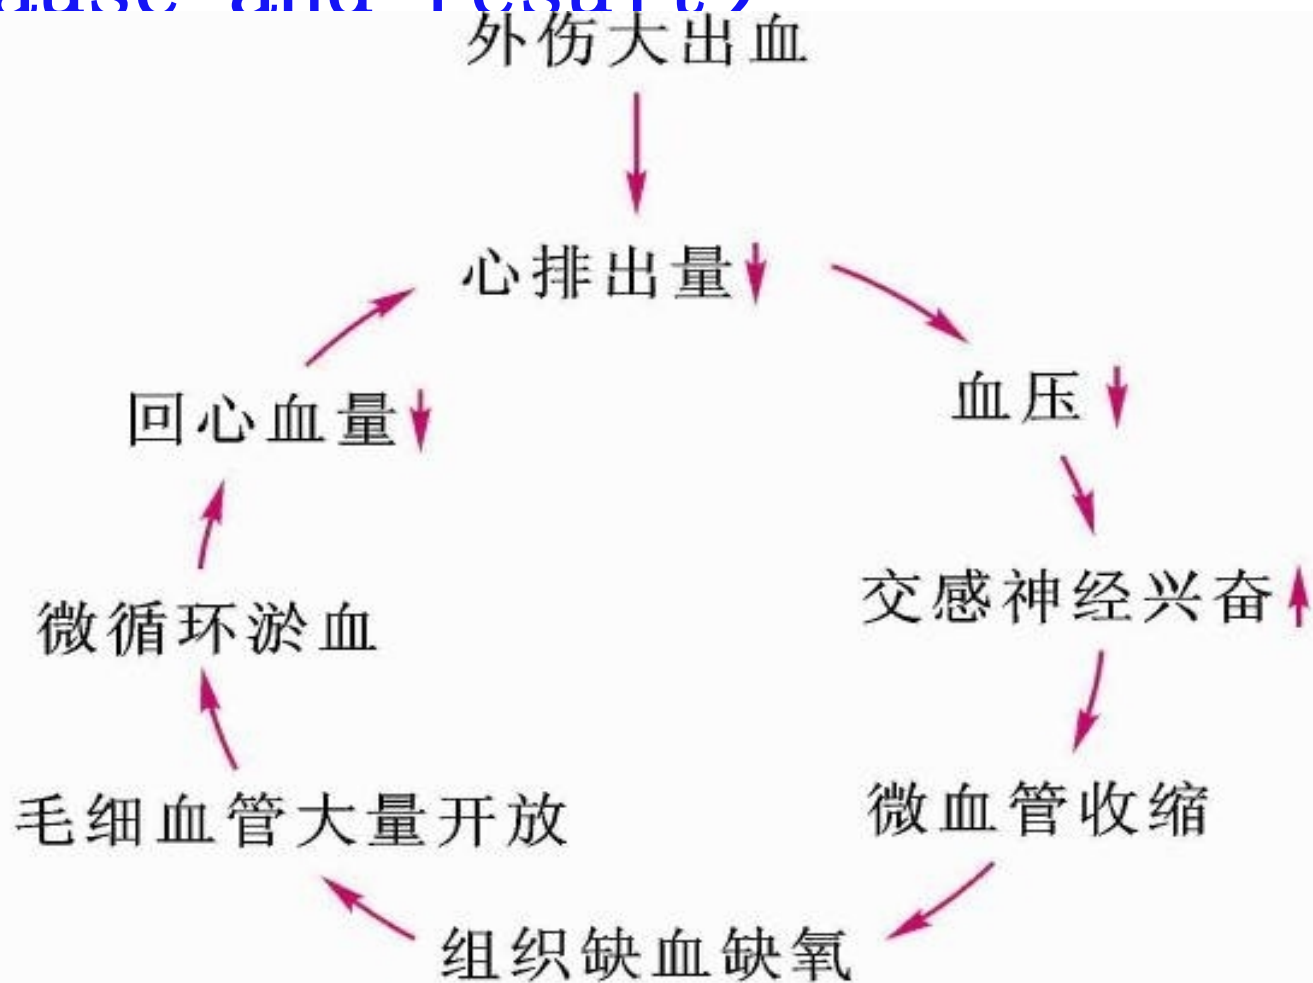 and result)
外伤大出血
心排出量
血压
交感神经兴奋
微血管收缩
组织缺血缺氧
毛细血管大量开放
微循环淤血
回心血量